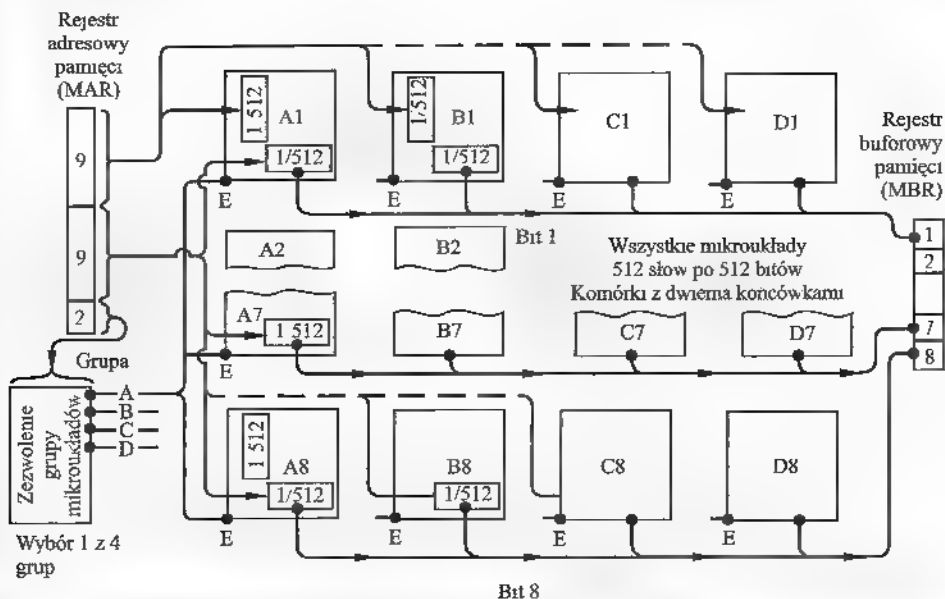 Rejestr
adresowy
pamięci
(MAR)
9
9
2
1 512
A1
1/512
E
1/512
B1
1/512
E
C1
E
D1
E
Rejestr
buforowy
pamięci
(MBR)
1
2
7
8
Bit 1
A2
B2
Wszystkie mikroukłady
512 słow po 512 bitów
Komórki z dwiema końcówkami
A7
1 512
E
B7
C7
D7
Grupa
A
B
C
D
Zezwolenie
grupy
mikroukładów
Wybór 1 z 4
grup
1 512
A8
1/512
E
B8
1/512
E
C8
E
D8
E
Bit 8